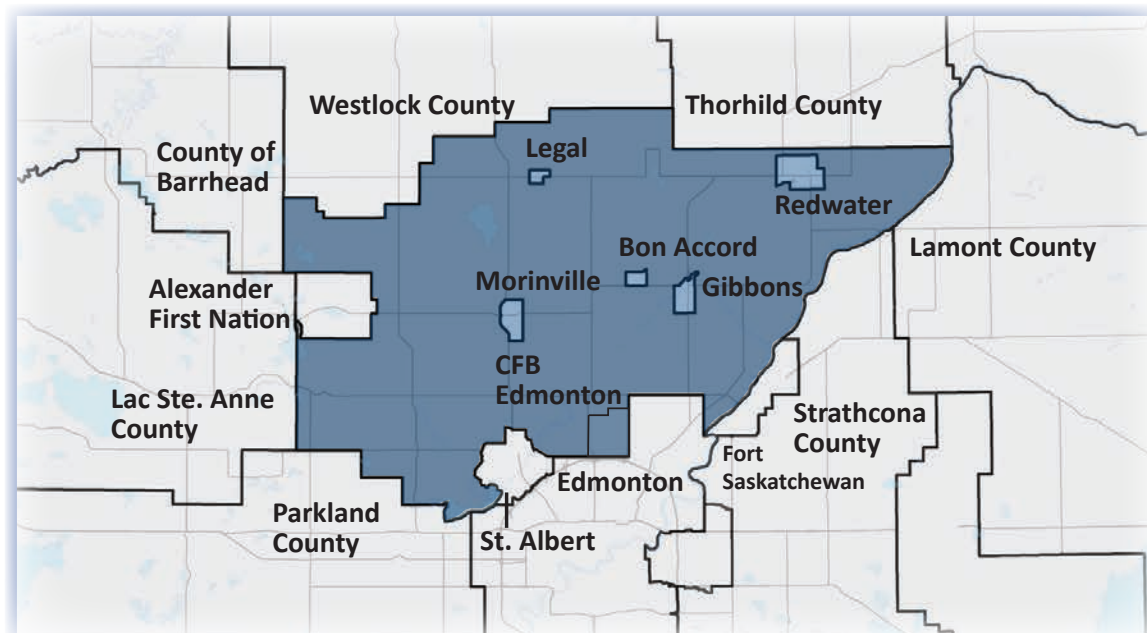 Westlock County
Thorhild County
County of
Barrhead
Legal
Redwater
Bon Accord
Lamont County
Alexander
First Nation
Morinville
Gibbons
CFB
Edmonton
Lac Ste. Anne
County
Strathcona
County
Fort
Saskatchewan
Edmonton
Parkland
County
St. Albert